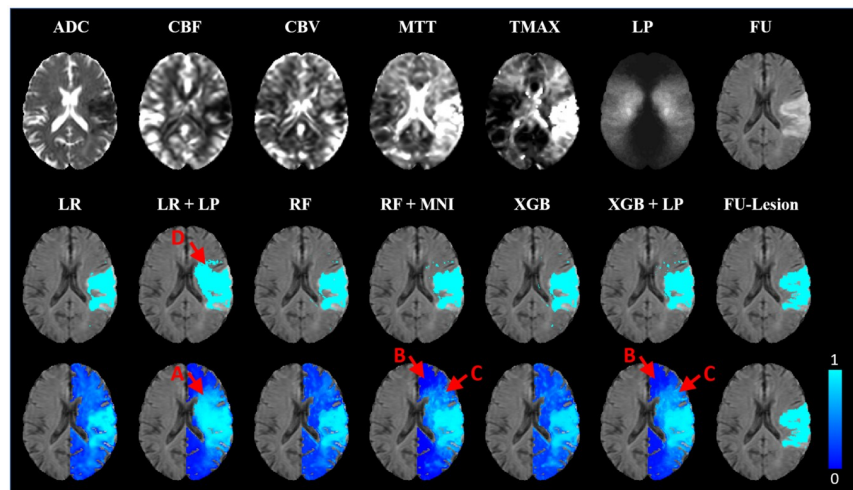 ADC CBF CBV MTT TMAX LP FU
LR LR + LP RF RF + MNI XGB XGB + LP FU-Lesion
D
A B C B C
1
0